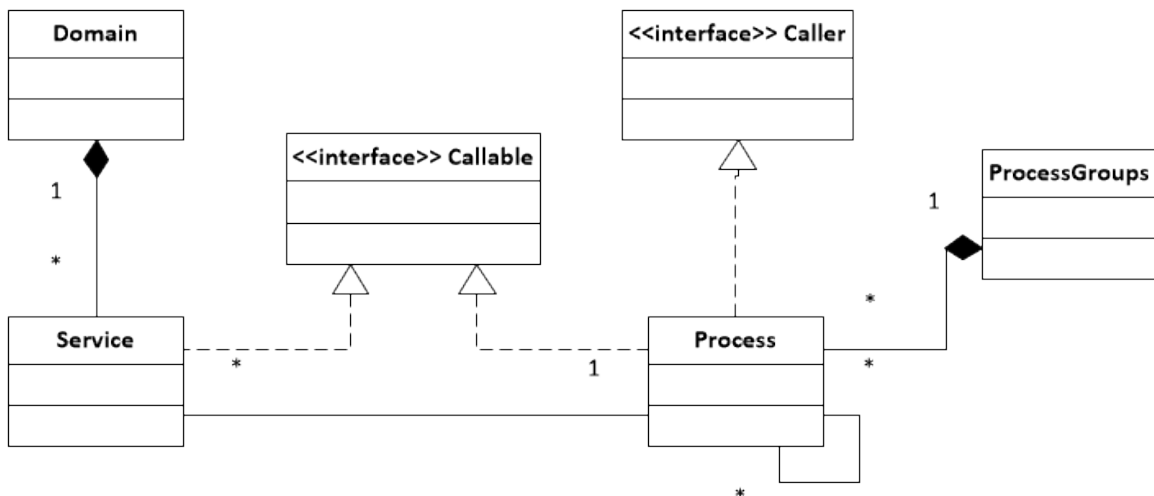 Domain
<<interface>> Caller
<<interface>> Callable
ProcessGroups
1
1
*
*
Service
Process
*
1
*
*